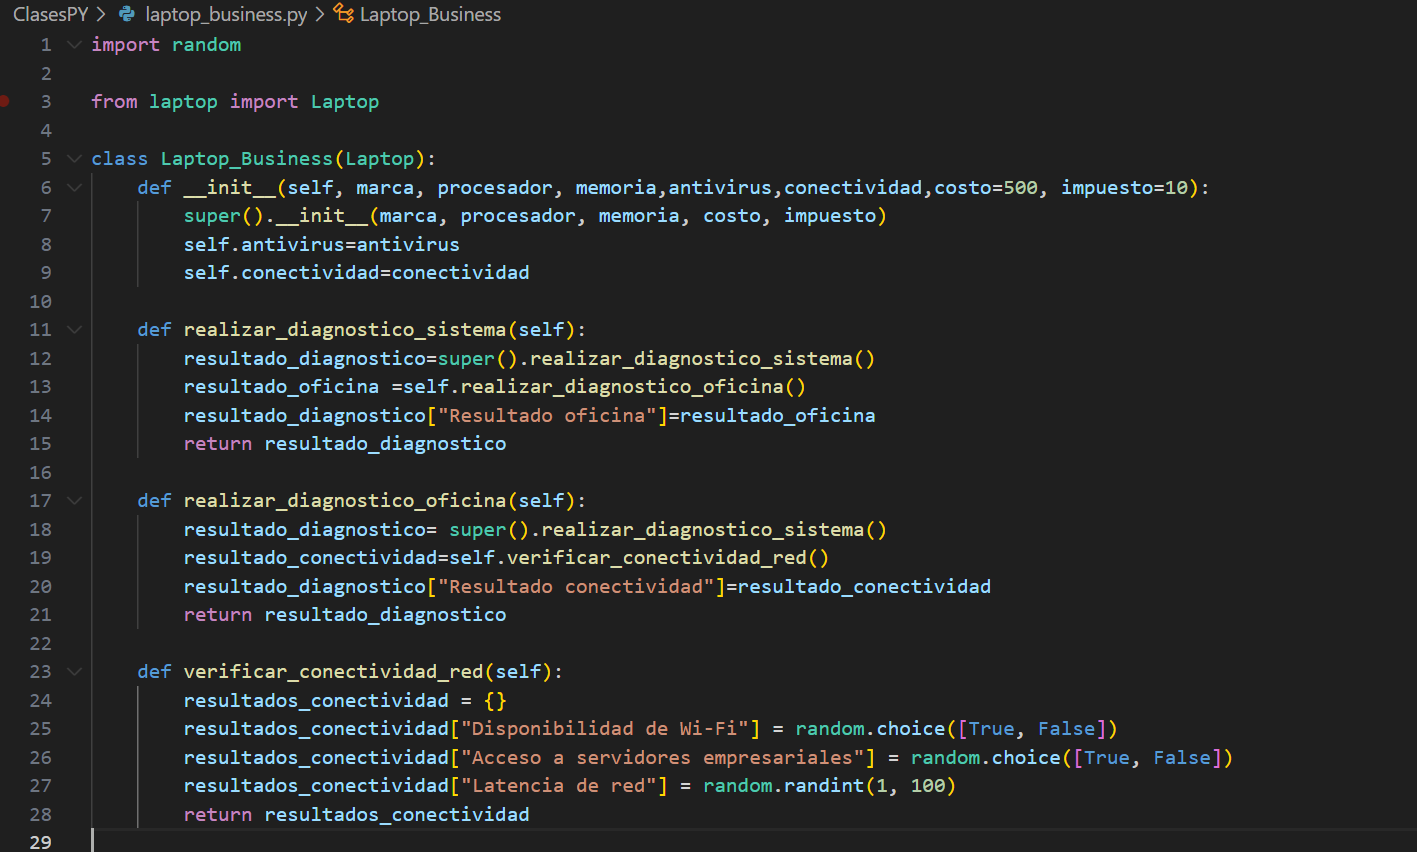 ClasesPY > laptop_business.py > Laptop_Business
1 import random
2
3 from laptop import Laptop
4
5 class Laptop_Business(Laptop):
6     def __init__(self, marca, procesador, memoria,antivirus,conectividad,costo=500, impuesto=10):
7         super().__init__(marca, procesador, memoria, costo, impuesto)
8         self.antivirus=antivirus
9         self.conectividad=conectividad
10
11     def realizar_diagnostico_sistema(self):
12         resultado_diagnostico=super().realizar_diagnostico_sistema()
13         resultado_oficina =self.realizar_diagnostico_oficina()
14         resultado_diagnostico["Resultado oficina"]=resultado_oficina
15         return resultado_diagnostico
16
17     def realizar_diagnostico_oficina(self):
18         resultado_diagnostico= super().realizar_diagnostico_sistema()
19         resultado_conectividad=self.verificar_conectividad_red()
20         resultado_diagnostico["Resultado conectividad"]=resultado_conectividad
21         return resultado_diagnostico
22
23     def verificar_conectividad_red(self):
24         resultados_conectividad = {}
25         resultados_conectividad["Disponibilidad de Wi-Fi"] = random.choice([True, False])
26         resultados_conectividad["Acceso a servidores empresariales"] = random.choice([True, False])
27         resultados_conectividad["Latencia de red"] = random.randint(1, 100)
28         return resultados_conectividad
29